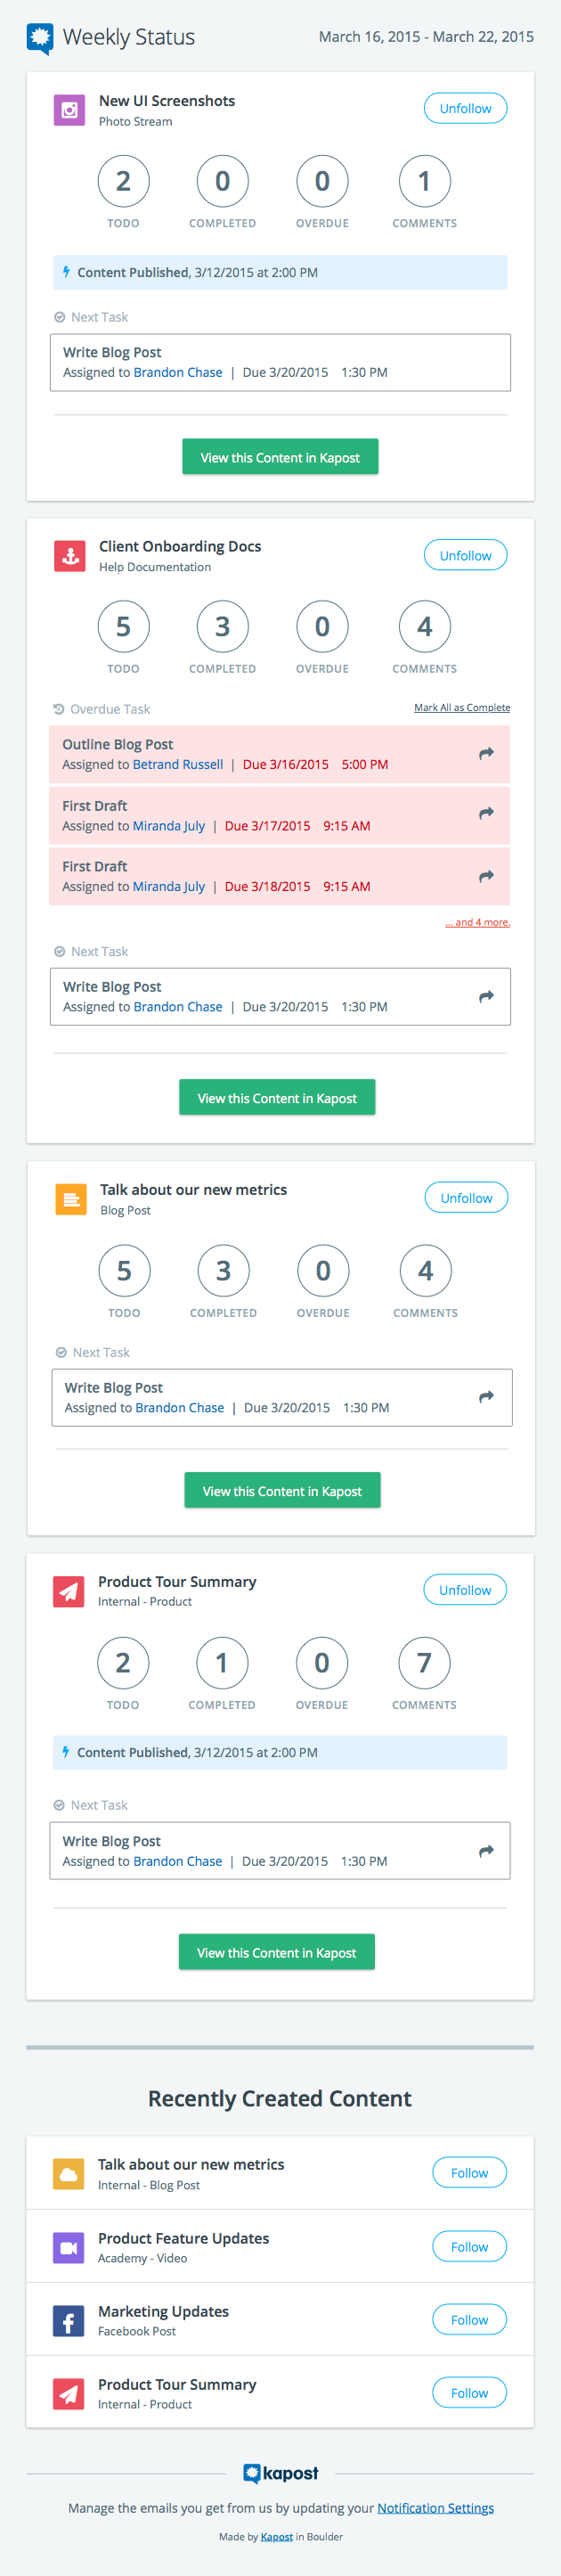 Weekly Status
March 16, 2015 - March 22, 2015
New UI Screenshots
Photo Stream
Unfollow
2 0 0 1
TODO COMPLETED OVERDUE COMMENTS
Content Published, 3/12/2015 at 2:00 PM
Next Task
Write Blog Post
Assigned to Brandon Chase | Due 3/20/2015 1:30 PM
View this Content in Kapost
Client Onboarding Docs
Help Documentation
Unfollow
5 3 0 4
TODO COMPLETED OVERDUE COMMENTS
Overdue Task Mark All as Complete
Outline Blog Post
Assigned to Betrand Russell | Due 3/16/2015 5:00 PM
First Draft
Assigned to Miranda July | Due 3/17/2015 9:15 AM
First Draft
Assigned to Miranda July | Due 3/18/2015 9:15 AM
... and 4 more.
Next Task
Write Blog Post
Assigned to Brandon Chase | Due 3/20/2015 1:30 PM
View this Content in Kapost
Talk about our new metrics
Blog Post
Unfollow
5 3 0 4
TODO COMPLETED OVERDUE COMMENTS
Next Task
Write Blog Post
Assigned to Brandon Chase | Due 3/20/2015 1:30 PM
View this Content in Kapost
Product Tour Summary
Internal - Product
Unfollow
2 1 0 7
TODO COMPLETED OVERDUE COMMENTS
Content Published, 3/12/2015 at 2:00 PM
Next Task
Write Blog Post
Assigned to Brandon Chase | Due 3/20/2015 1:30 PM
View this Content in Kapost
Recently Created Content
Talk about our new metrics
Internal - Blog Post
Follow
Product Feature Updates
Academy - Video
Follow
Marketing Updates
Facebook Post
Follow
Product Tour Summary
Internal - Product
Follow
kapost
Manage the emails you get from us by updating your Notification Settings
Made by Kapost in Boulder